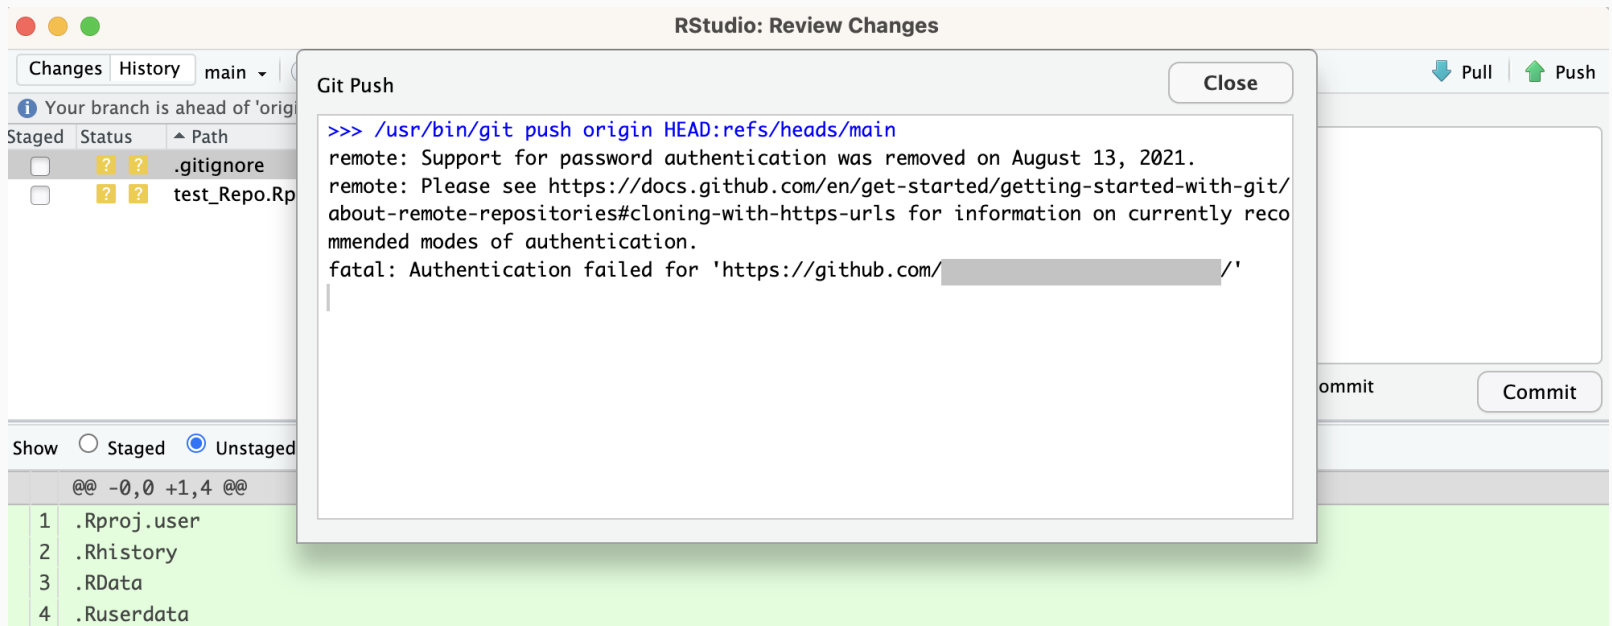 RStudio: Review Changes
Changes History main
Pull Push
Your branch is ahead of 'origi
Staged Status Path
? ? .gitignore
? ? test_Repo.Rp
Git Push
Close
>>> /usr/bin/git push origin HEAD:refs/heads/main
remote: Support for password authentication was removed on August 13, 2021.
remote: Please see https://docs.github.com/en/get-started/getting-started-with-git/
about-remote-repositories#cloning-with-https-urls for information on currently reco
mmended modes of authentication.
fatal: Authentication failed for 'https://github.com/ /'
ommit
Commit
Show Staged Unstaged
@@ -0,0 +1,4 @@
1 .Rproj.user
2 .Rhistory
3 .RData
4 .Ruserdata